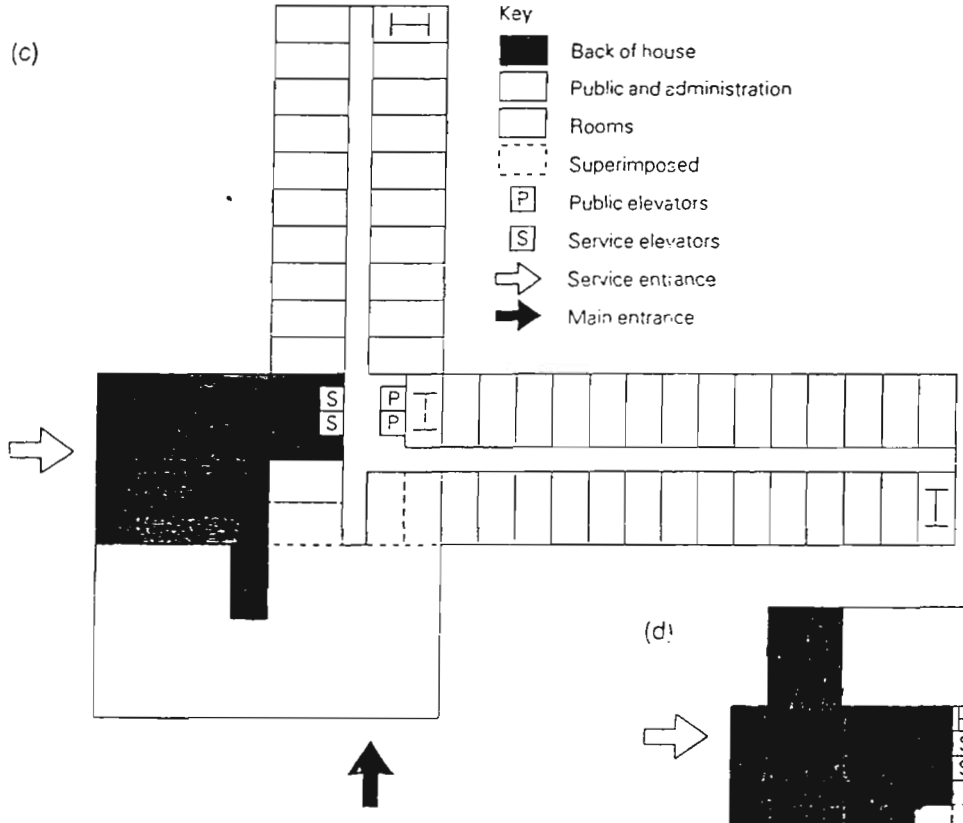 (c)
Key
Back of house
Public and administration
Rooms
Superimposed
P Public elevators
S Service elevators
Service entrance
Main entrance
S P
S P
(d)